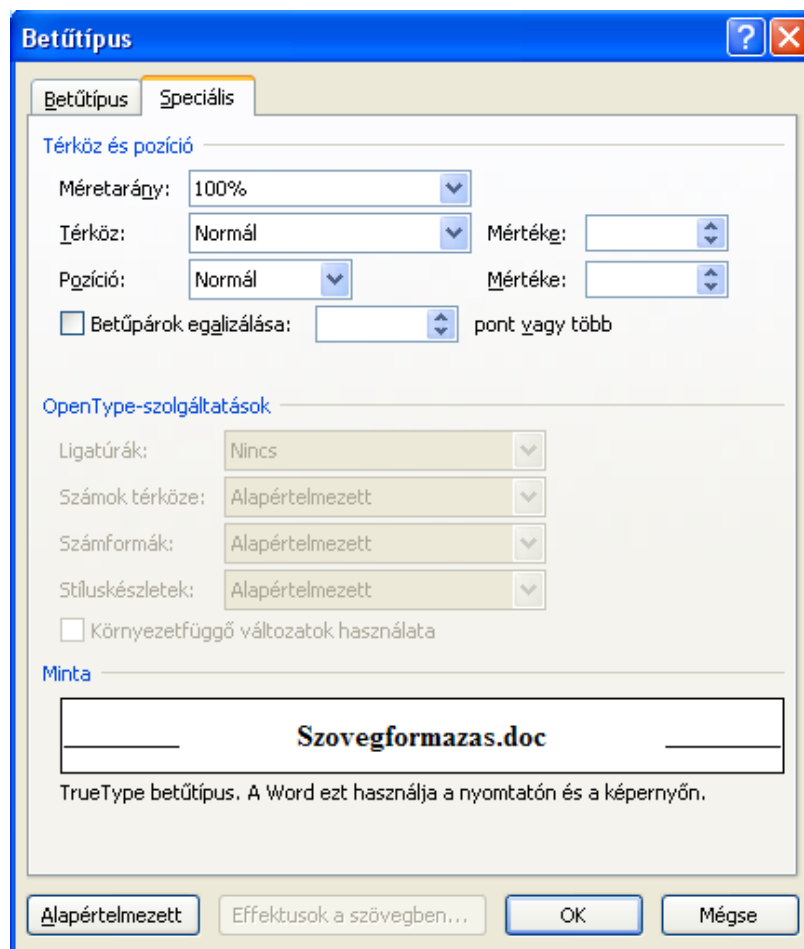 Betűtípus
Betűtípus Speciális
Térköz és pozíció
Méretarány: 100%
Térköz: Normál Mértéke:
Pozíció: Normál Mértéke:
Betűpárok egalizálása: pont vagy több
OpenType-szolgáltatások
Ligatúrák: Nincs
Számok térköze: Alapértelmezett
Számformák: Alapértelmezett
Stíluskészletek: Alapértelmezett
Környezetfüggő változatok használata
Minta
Szovegformazas.doc
TrueType betűtípus. A Word ezt használja a nyomtatón és a képernyőn.
Alapértelmezett Effektusok a szövegben... OK Mégse